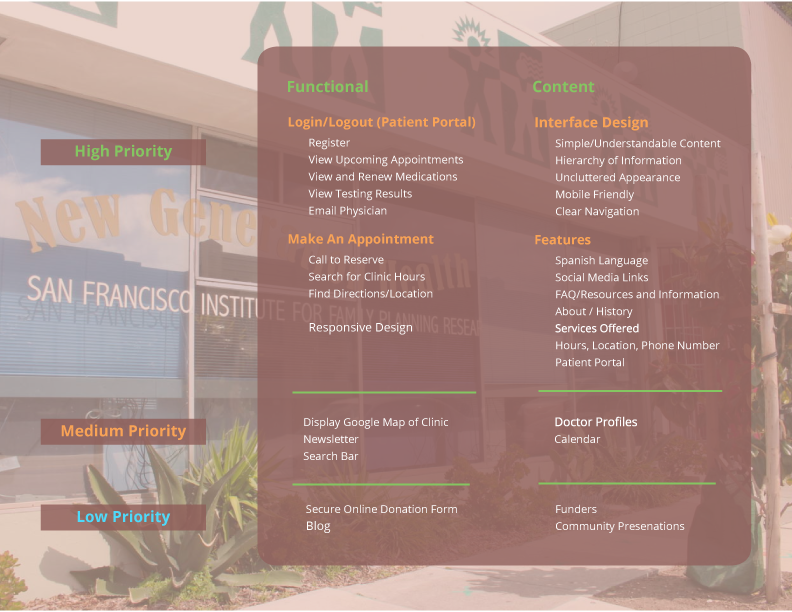 Functional
Content
High Priority
Login/Logout (Patient Portal)
Register
View Upcoming Appointments
View and Renew Medications
View Testing Results
Email Physician
Make An Appointment
Call to Reserve
Search for Clinic Hours
Find Directions/Location
Responsive Design
Interface Design
Simple/Understandable Content
Hierarchy of Information
Uncluttered Appearance
Mobile Friendly
Clear Navigation
Features
Spanish Language
Social Media Links
FAQ/Resources and Information
About / History
Services Offered
Hours, Location, Phone Number
Patient Portal
Medium Priority
Display Google Map of Clinic
Newsletter
Search Bar
Doctor Profiles
Calendar
Low Priority
Secure Online Donation Form
Blog
Funders
Community Presenations
New Health
SAN FRANCISCO INSTITUTE FOR FAMILY PLANNING